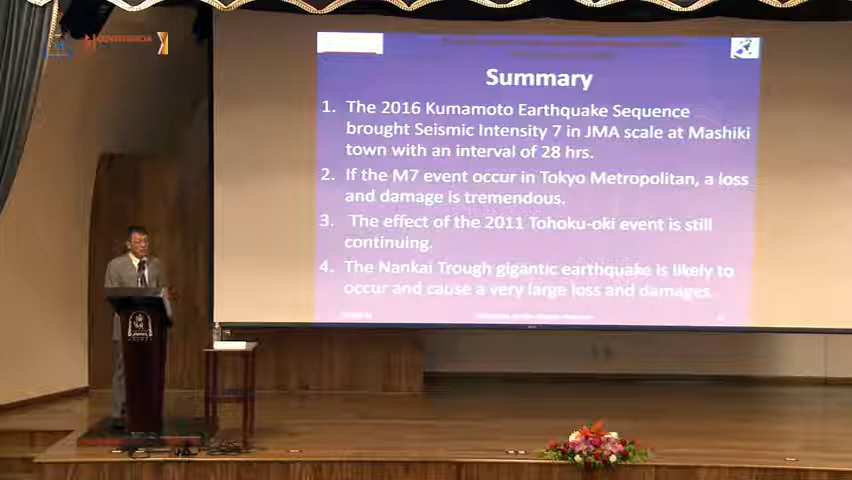 Summary
1. The 2016 Kumamoto Earthquake Sequence
brought Seismic Intensity 7 in JMA scale at Mashiki
town with an interval of 28 hrs.
2. If the M7 event occur in Tokyo Metropolitan, a loss
and damage is tremendous.
3. The effect of the 2011 Tohoku-oki event is still
continuing.
4. The Nankai Trough gigantic earthquake is likely to
occur and cause a very large loss and damages.